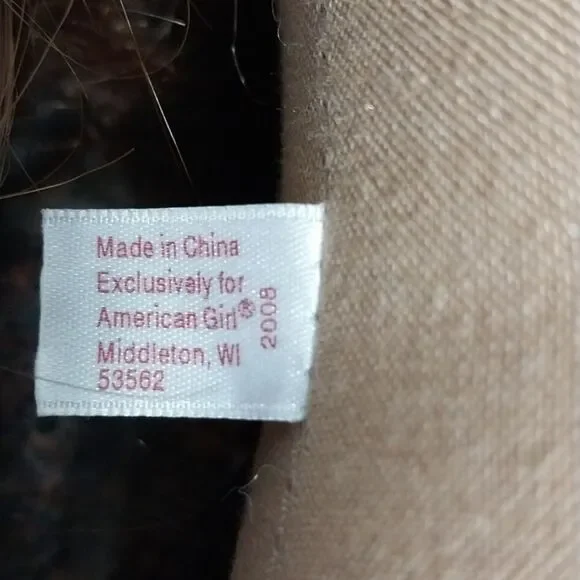 Made in China
Exclusively for
American Girl®
Middleton, WI
53562
2008